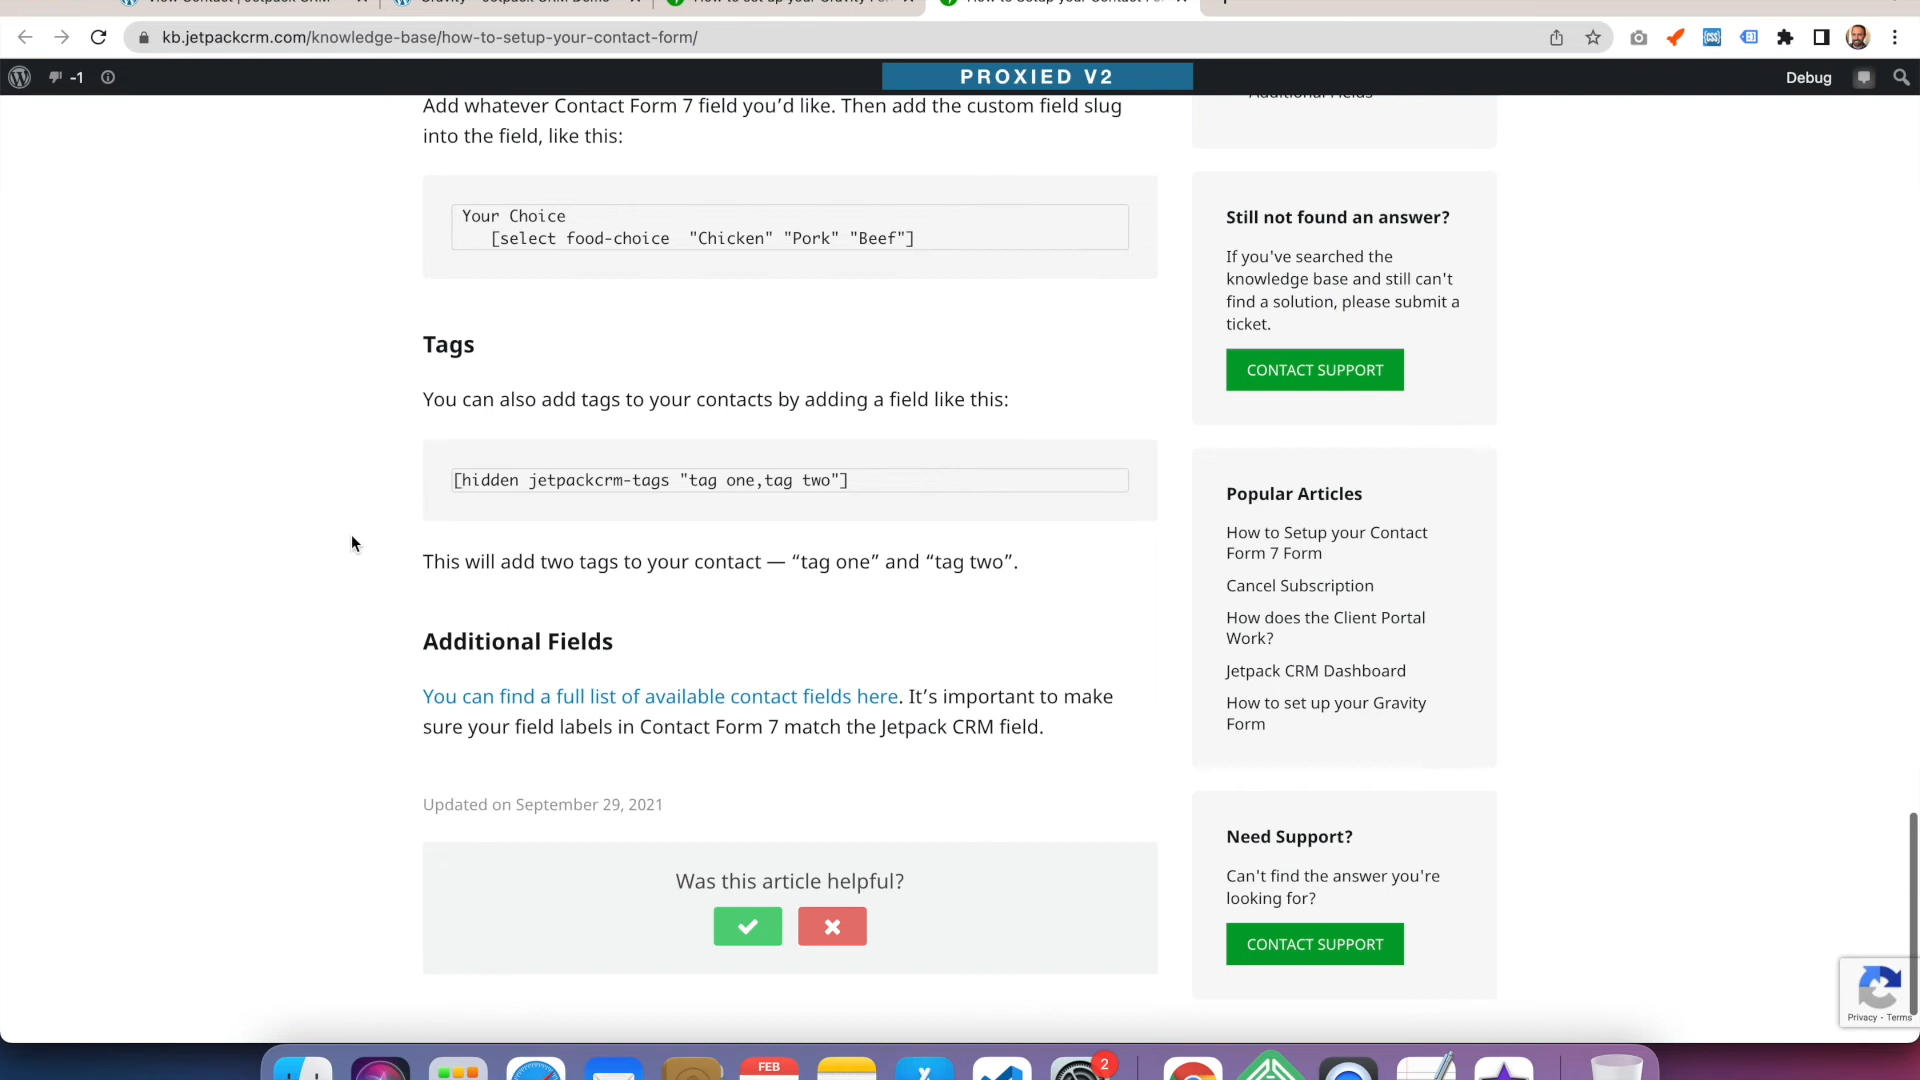 kb.jetpackcrm.com/knowledge-base/how-to-setup-your-contact-form/
-1
PROXIED V2
Debug
Add whatever Contact Form 7 field you’d like. Then add the custom field slug
into the field, like this:
Your Choice
[select food-choice "Chicken" "Pork" "Beef"]
Tags
You can also add tags to your contacts by adding a field like this:
[hidden jetpackcrm-tags "tag one,tag two"]
This will add two tags to your contact — “tag one” and “tag two”.
Additional Fields
You can find a full list of available contact fields here. It’s important to make
sure your field labels in Contact Form 7 match the Jetpack CRM field.
Updated on September 29, 2021
Was this article helpful?
Additional Fields
Still not found an answer?
If you've searched the
knowledge base and still can't
find a solution, please submit a
ticket.
CONTACT SUPPORT
Popular Articles
How to Setup your Contact
Form 7 Form
Cancel Subscription
How does the Client Portal
Work?
Jetpack CRM Dashboard
How to set up your Gravity
Form
Need Support?
Can't find the answer you're
looking for?
CONTACT SUPPORT
Privacy - Terms
FEB
2